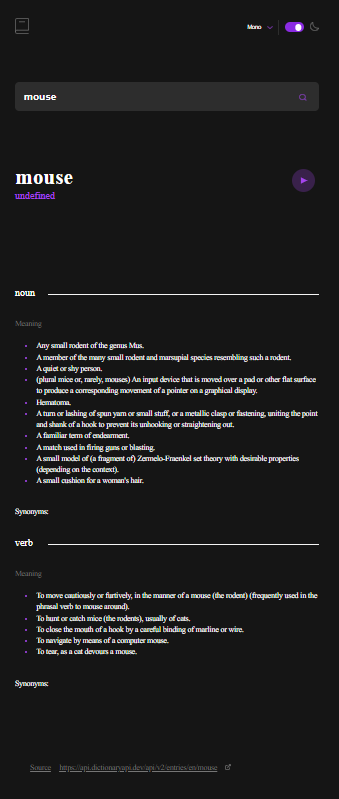 Mono
mouse
mouse
undefined
noun
Meaning
Any small rodent of the genus Mus.
A member of the many small rodent and marsupial species resembling such a rodent.
A quiet or shy person.
(plural mice or, rarely, mouses) An input device that is moved over a pad or other flat surface
to produce a corresponding movement of a pointer on a graphical display.
Hematoma.
A turn or lashing of spun yarn or small stuff, or a metallic clasp or fastening, uniting the point
and shank of a hook to prevent its unhooking or straightening out.
A familiar term of endearment.
A match used in firing guns or blasting.
A small model of (a fragment of) Zermelo-Fraenkel set theory with desirable properties
(depending on the context).
A small cushion for a woman's hair.
Synonyms:
verb
Meaning
To move cautiously or furtively, in the manner of a mouse (the rodent) (frequently used in the
phrasal verb to mouse around).
To hunt or catch mice (the rodents), usually of cats.
To close the mouth of a hook by a careful binding of marline or wire.
To navigate by means of a computer mouse.
To tear, as a cat devours a mouse.
Synonyms:
Source https://api.dictionaryapi.dev/api/v2/entries/en/mouse